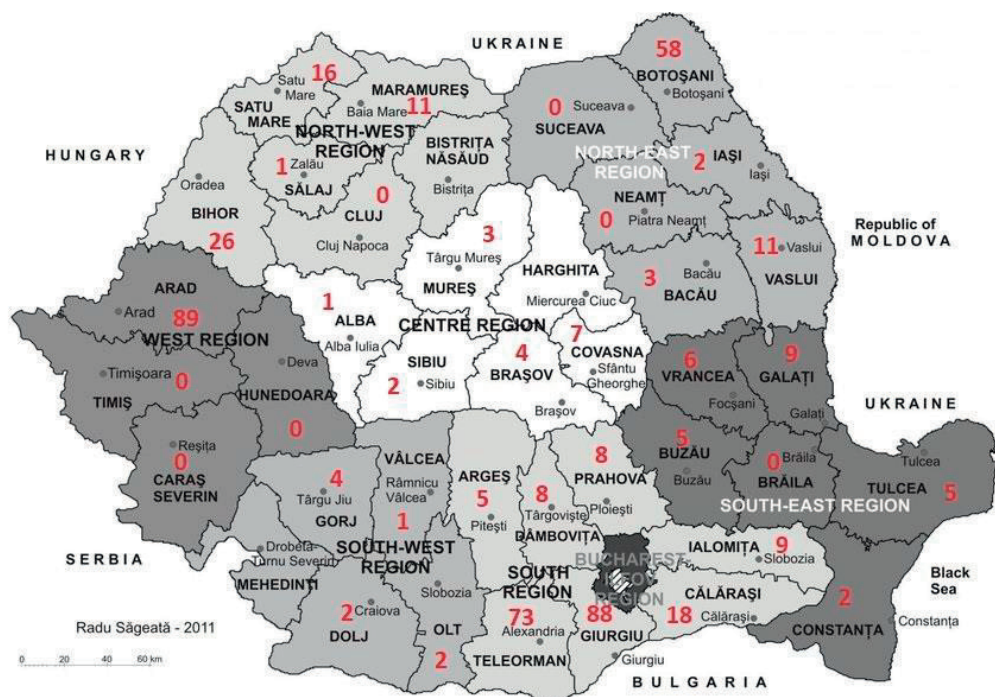 UKRAINE
58
BOTOȘANI
Botoșani
16
Satu
Mare
SATU
MARE
MARAMUREȘ
Baia Mare 11
NORTH-WEST
REGION
0 Suceava
SUCEAVA
BISTRIȚA
NĂSĂUD
Bistrița
NORTH-EAST
REGION
2 IAȘI
Iași
HUNGARY
1 Zalău
SĂLAJ
Oradea
BIHOR
26
0
CLUJ
Cluj Napoca
NEAMȚ
0 Piatra Neamț
Republic of
MOLDOVA
3
Târgu Mureș
MUREȘ
HARGHITA
Miercurea Ciuc
3 Bacău
BACĂU
11 Vaslui
VASLUI
ARAD
Arad 89
WEST REGION
1
ALBA
Alba Iulia
CENTRE REGION
7
COVASNA
Sfântu
Gheorghe
4
BRAȘOV
Brașov
SIBIU
2 Sibiu
Deva
HUNEDOARA
0
Timișoara 0
TIMIȘ
6
VRANCEA
Focșani
9
GALAȚI
Galați
UKRAINE
Reșița
0
CARAȘ
SEVERIN
4
Târgu Jiu
GORJ
VÂLCEA
Râmnicu
Vâlcea
1
ARGEȘ
5
Pitești
8
Târgoviște
DÂMBOVIȚA
8
PRAHOVA
Ploiești
5
BUZĂU
Buzău
0 Brăila
BRĂILA
Tulcea
TULCEA 5
SOUTH-EAST REGION
SERBIA
Drobeta-
Turnu Severin
MEHEDINȚI
SOUTH-WEST
REGION
SOUTH
REGION
BUCHAREST
ILFOV
REGION
IALOMIȚA 9
Slobozia
Black
Sea
2 Craiova
DOLJ
Slobozia
OLT
2
73
Alexandria
TELEORMAN
88
GIURGIU
Giurgiu
CĂLĂRAȘI
18 Călărași
2
CONSTANȚA
Constanța
Radu Săgeată - 2011
0 20 40 60 km
BULGARIA